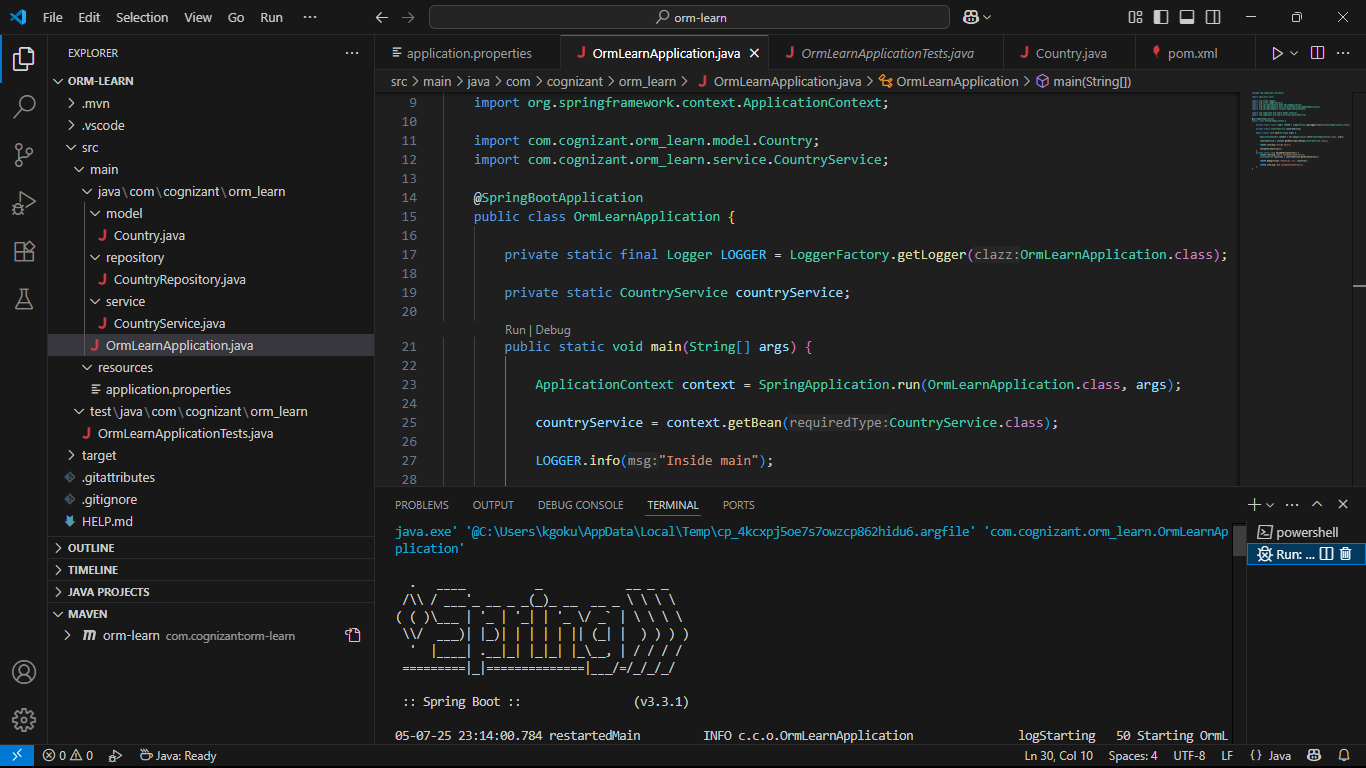 File Edit Selection View Go Run ··· orm-learn
EXPLORER ···
ORM-LEARN
.mvn
.vscode
src
main
java\com\cognizant\orm_learn
model
Country.java
repository
CountryRepository.java
service
CountryService.java
OrmLearnApplication.java
resources
application.properties
test\java\com\cognizant\orm_learn
OrmLearnApplicationTests.java
target
.gitattributes
.gitignore
HELP.md
OUTLINE
TIMELINE
JAVA PROJECTS
MAVEN
orm-learn com.cognizant:orm-learn
application.properties OrmLearnApplication.java OrmLearnApplicationTests.java Country.java pom.xml
src > main > java > com > cognizant > orm_learn > OrmLearnApplication.java > OrmLearnApplication > main(String[])
9 import org.springframework.context.ApplicationContext;
10
11 import com.cognizant.orm_learn.model.Country;
12 import com.cognizant.orm_learn.service.CountryService;
13
14 @SpringBootApplication
15 public class OrmLearnApplication {
16
17 private static final Logger LOGGER = LoggerFactory.getLogger(clazz:OrmLearnApplication.class);
18
19 private static CountryService countryService;
20
Run | Debug
21 public static void main(String[] args) {
22
23 ApplicationContext context = SpringApplication.run(OrmLearnApplication.class, args);
24
25 countryService = context.getBean(requiredType:CountryService.class);
26
27 LOGGER.info(msg:"Inside main");
28
PROBLEMS OUTPUT DEBUG CONSOLE TERMINAL PORTS
java.exe' '@C:\Users\kgoku\AppData\Local\Temp\cp_4kcxpj5oe7s7owzcp862hidu6.argfile' 'com.cognizant.orm_learn.OrmLearnAp
plication'
  .   ____          _            __ _ _
 /\\ / ___'_ __ _ _(_)_ __  __ _ \ \ \ \
( ( )\___ | '_ | '_| | '_ \/ _` | \ \ \ \
 \\/  ___)| |_)| | | | | || (_| |  ) ) ) )
  '  |____| .__|_| |_|_| |_\__, | / / / /
 =========|_|==============|___/=/_/_/_/
:: Spring Boot :: (v3.3.1)
05-07-25 23:14:00.784 restartedMain INFO c.c.o.OrmLearnApplication logStarting 50 Starting OrmL
powershell
Run: ...
0 0 Java: Ready Ln 30, Col 10 Spaces: 4 UTF-8 LF {} Java